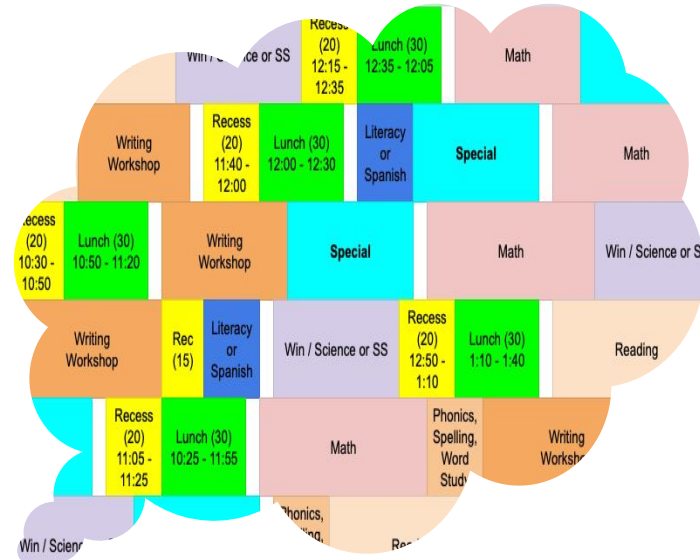 Win / Science or SS
Recess
(20)
12:15 -
12:35
Lunch (30)
12:35 - 12:05
Math
Writing
Workshop
Recess
(20)
11:40 -
12:00
Lunch (30)
12:00 - 12:30
Literacy
or
Spanish
Special
Math
Recess
(20)
10:30 -
10:50
Lunch (30)
10:50 - 11:20
Writing
Workshop
Special
Math
Win / Science or S
Writing
Workshop
Rec
(15)
Literacy
or
Spanish
Win / Science or SS
Recess
(20)
12:50 -
1:10
Lunch (30)
1:10 - 1:40
Reading
Recess
(20)
11:05 -
11:25
Lunch (30)
10:25 - 11:55
Math
Phonics,
Spelling,
Word
Study
Writing
Worksho
Win / Scien
Phonics,